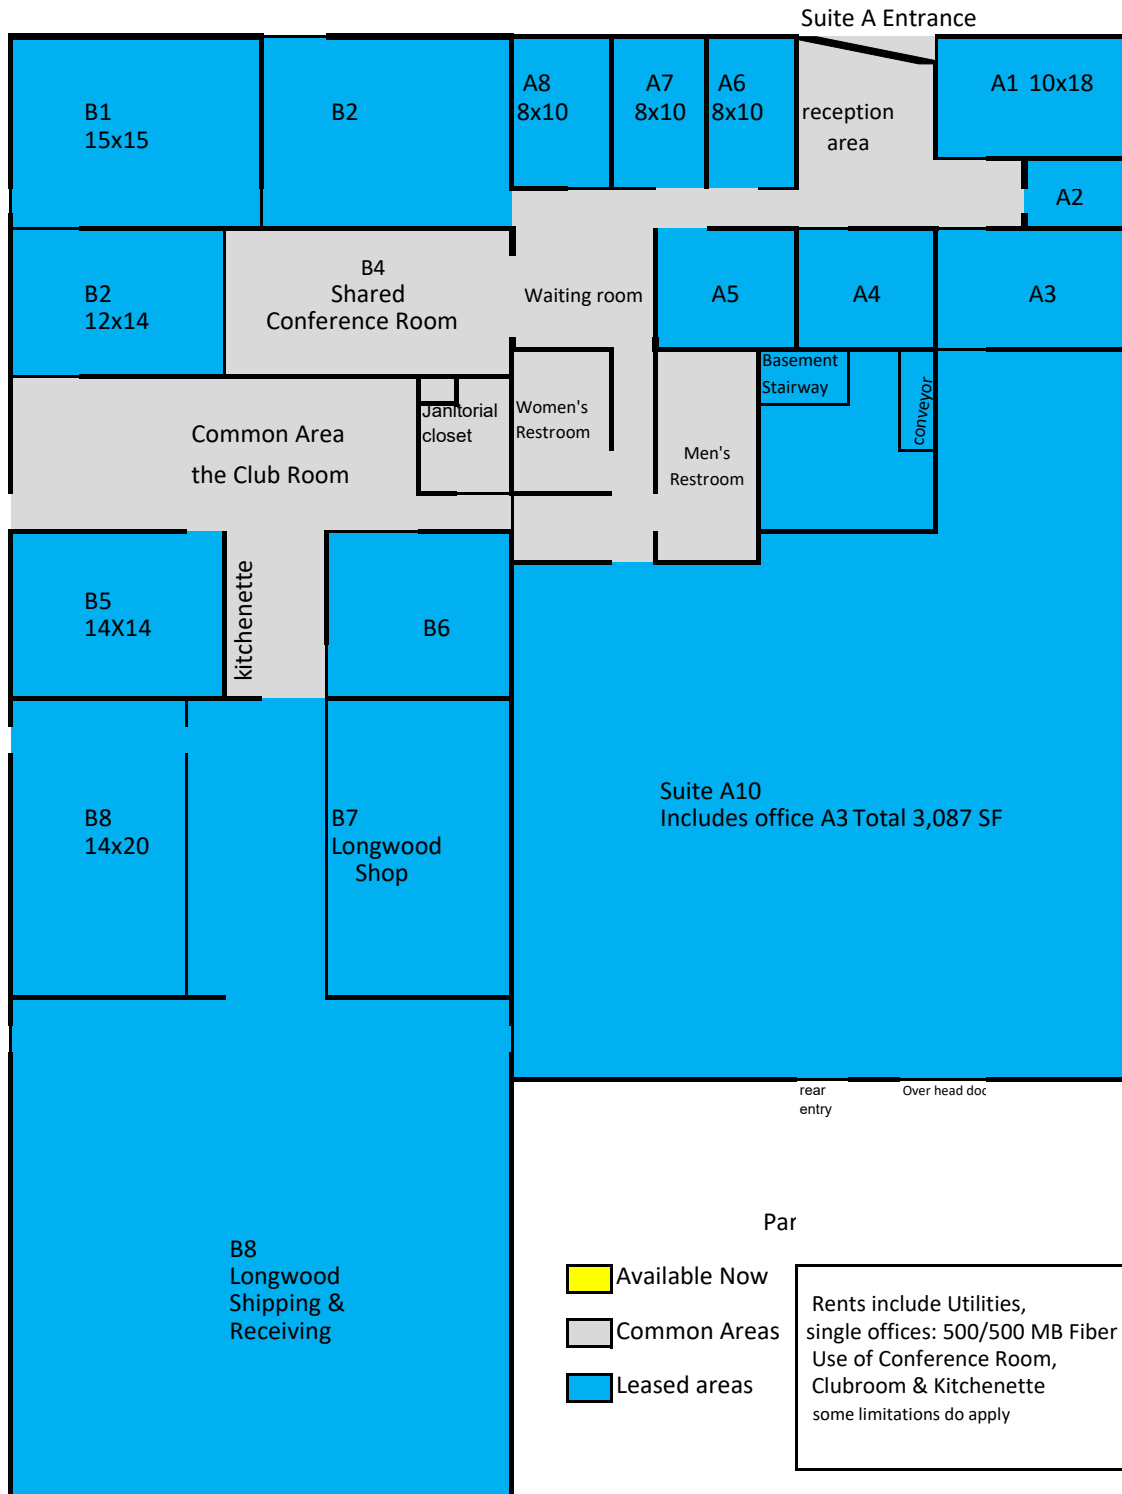 Suite A Entrance
B1
15x15
B2
A8
8x10
A7
8x10
A6
8x10
reception
area
A1 10x18
A2
B2
12x14
B4
Shared
Conference Room
Waiting room
A5
A4
A3
Basement
Stairway
conveyor
Janitorial
closet
Women's
Restroom
Men's
Restroom
Common Area
the Club Room
kitchenette
B5
14X14
B6
B8
14x20
B7
Longwood
Shop
Suite A10
Includes office A3 Total 3,087 SF
rear
entry
Over head doo
Par
B8
Longwood
Shipping &
Receiving
Available Now
Common Areas
Leased areas
Rents include Utilities,
single offices: 500/500 MB Fiber
Use of Conference Room,
Clubroom & Kitchenette
some limitations do apply